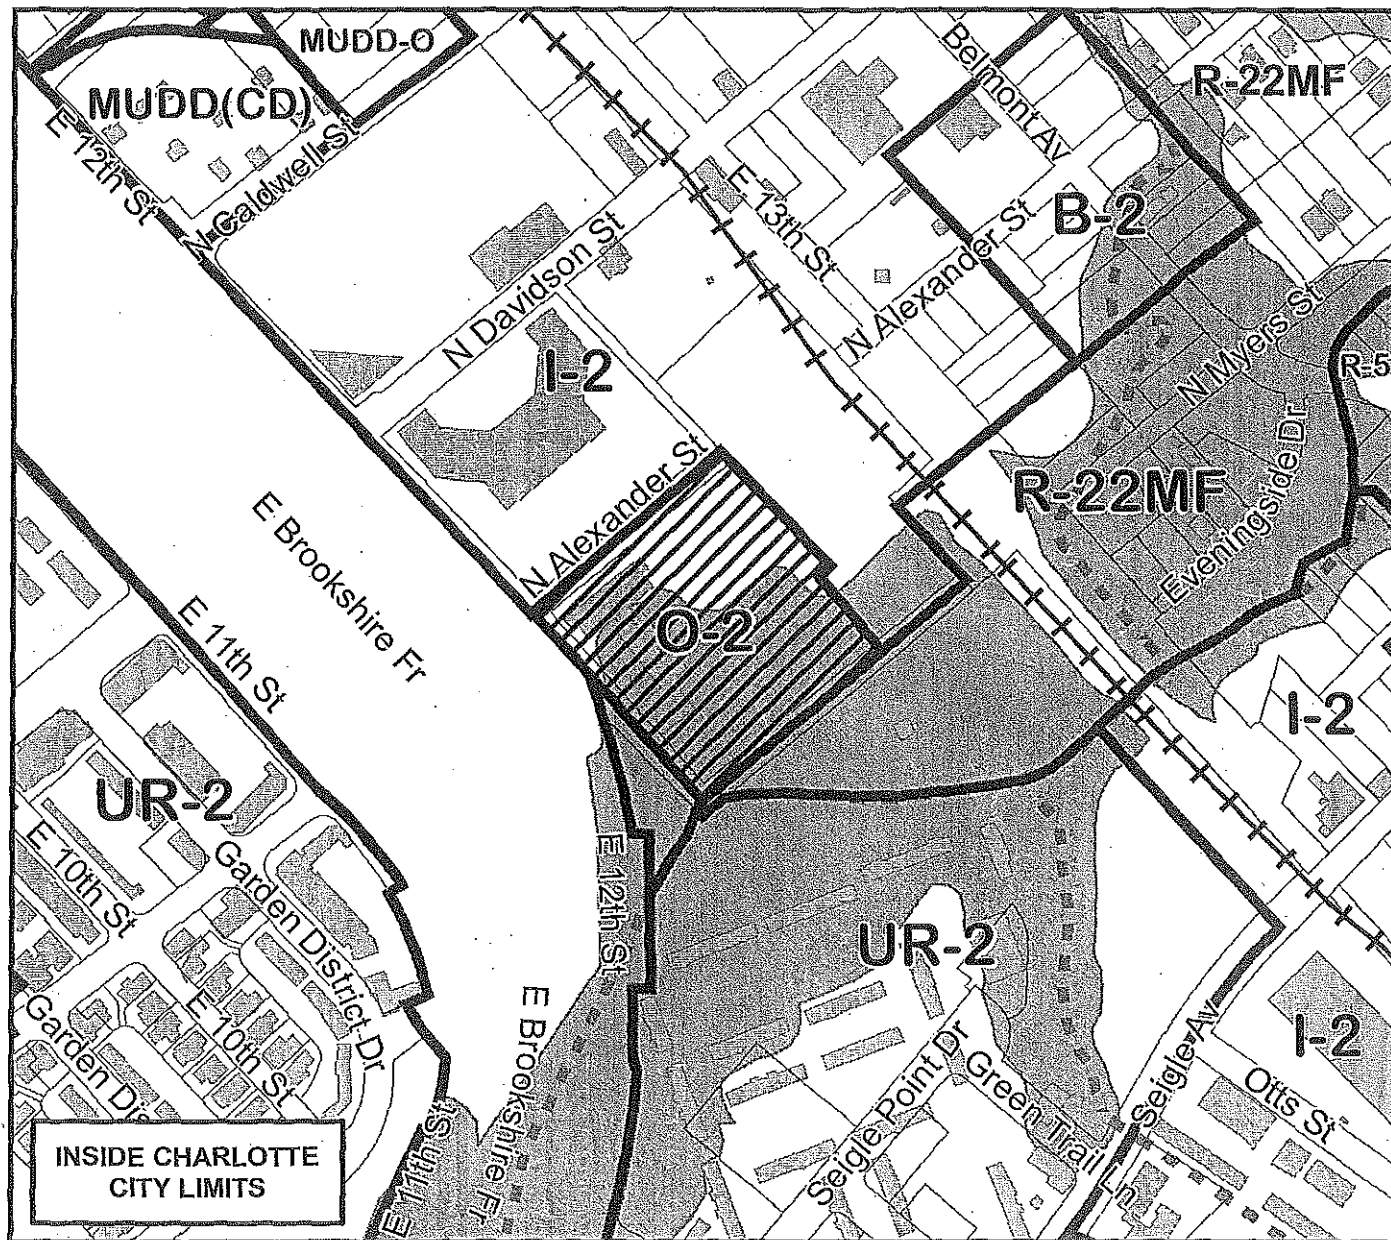 MUDD-O
MUDD(CD)
R-22MF
Belmont Av
E 12th St
N Caldwell St
E 13th St
B-2
N Davidson St
N Alexander St
N Myers St
I-2
R-5
N Alexander St
R-22MF
Eveningside Dr
E Brookshire Fr
O-2
E 11th St
I-2
UR-2
E 10th St
Garden District Dr
E 12th St
UR-2
E 10th St
Garden Dis
E Brookshire Fr
Seigle Point Dr
Green Trail Ln
Seigle Av
I-2
Otts St
E 11th St
INSIDE CHARLOTTE
CITY LIMITS